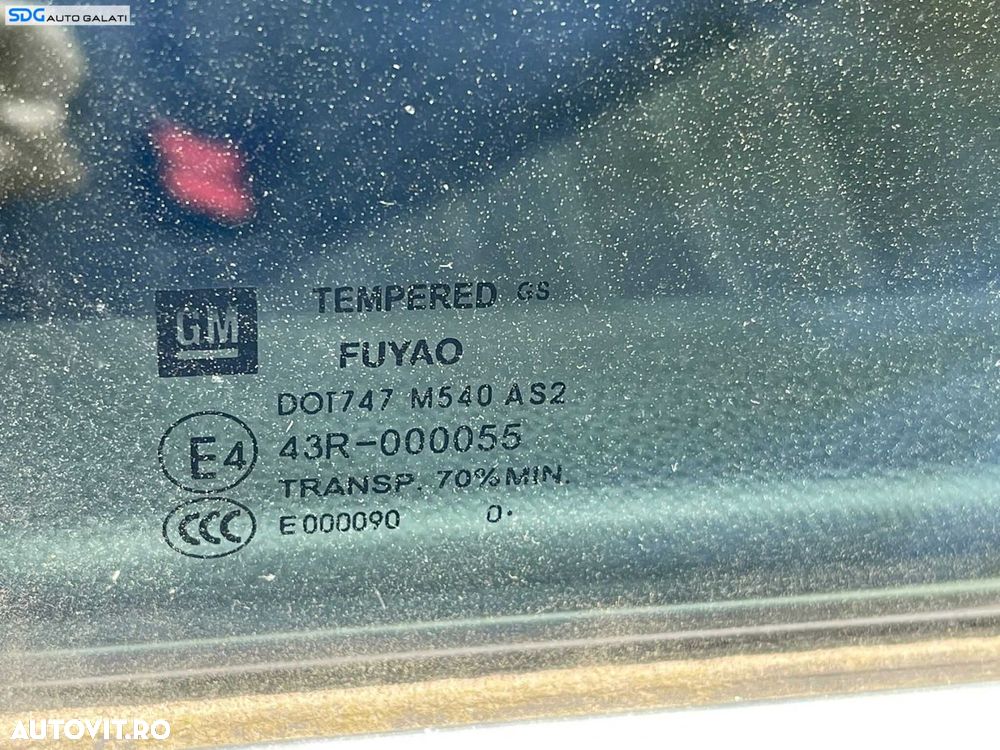 SDG AUTO GALATI
GM
TEMPERED GS
FUYAO
DOT747 M540 AS2
E4
43R-000055
TRANSP. 70% MIN.
CCC
E000090 0.
AUTOVIT.RO